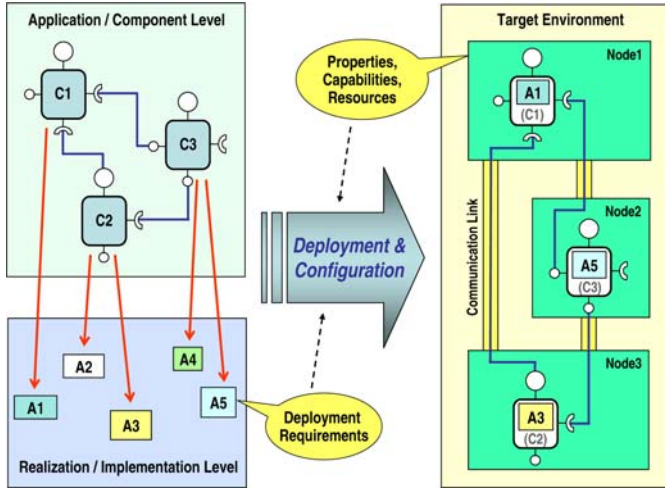 Application / Component Level
C1
C3
C2
A2
A4
A1
A3
A5
Realization / Implementation Level
Properties,
Capabilities,
Resources
Deployment &
Configuration
Deployment
Requirements
Target Environment
Node1
A1
(C1)
Communication Link
Node2
A5
(C3)
Node3
A3
(C2)